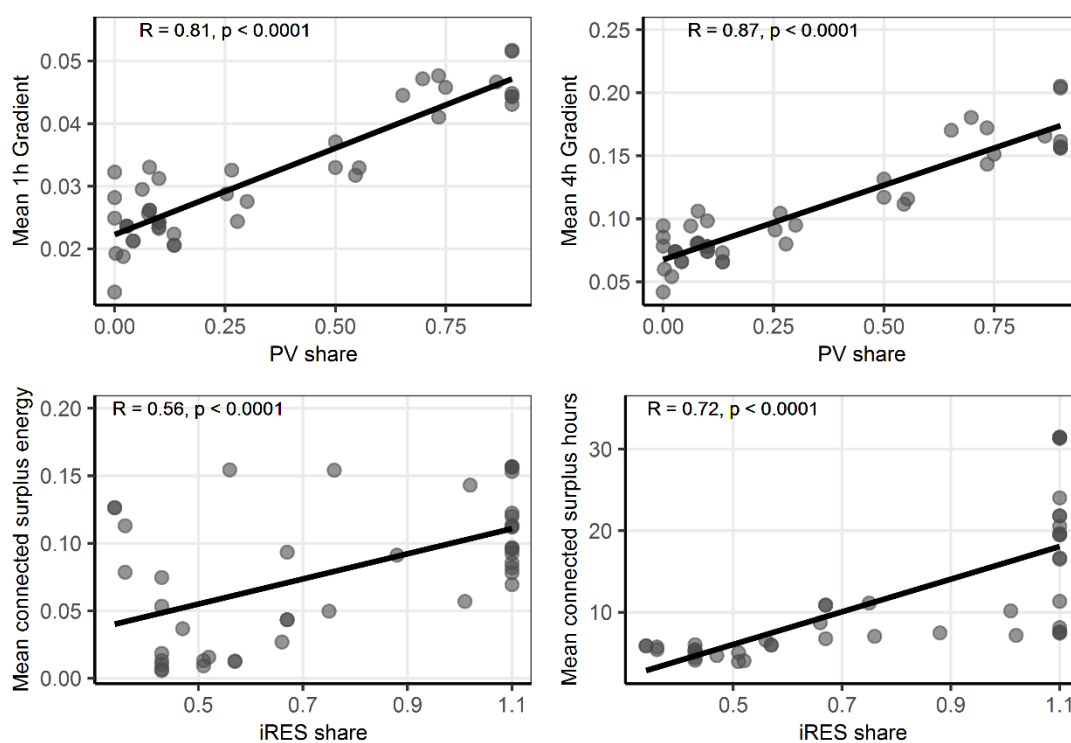 R = 0.81, p < 0.0001
Mean 1h Gradient
0.05
0.04
0.03
0.02
0.00 0.25 0.50 0.75
PV share
R = 0.87, p < 0.0001
Mean 4h Gradient
0.25
0.20
0.15
0.10
0.05
0.00 0.25 0.50 0.75
PV share
R = 0.56, p < 0.0001
Mean connected surplus energy
0.20
0.15
0.10
0.05
0.00
0.5 0.7 0.9 1.1
iRES share
R = 0.72, p < 0.0001
Mean connected surplus hours
30
20
10
0.5 0.7 0.9 1.1
iRES share